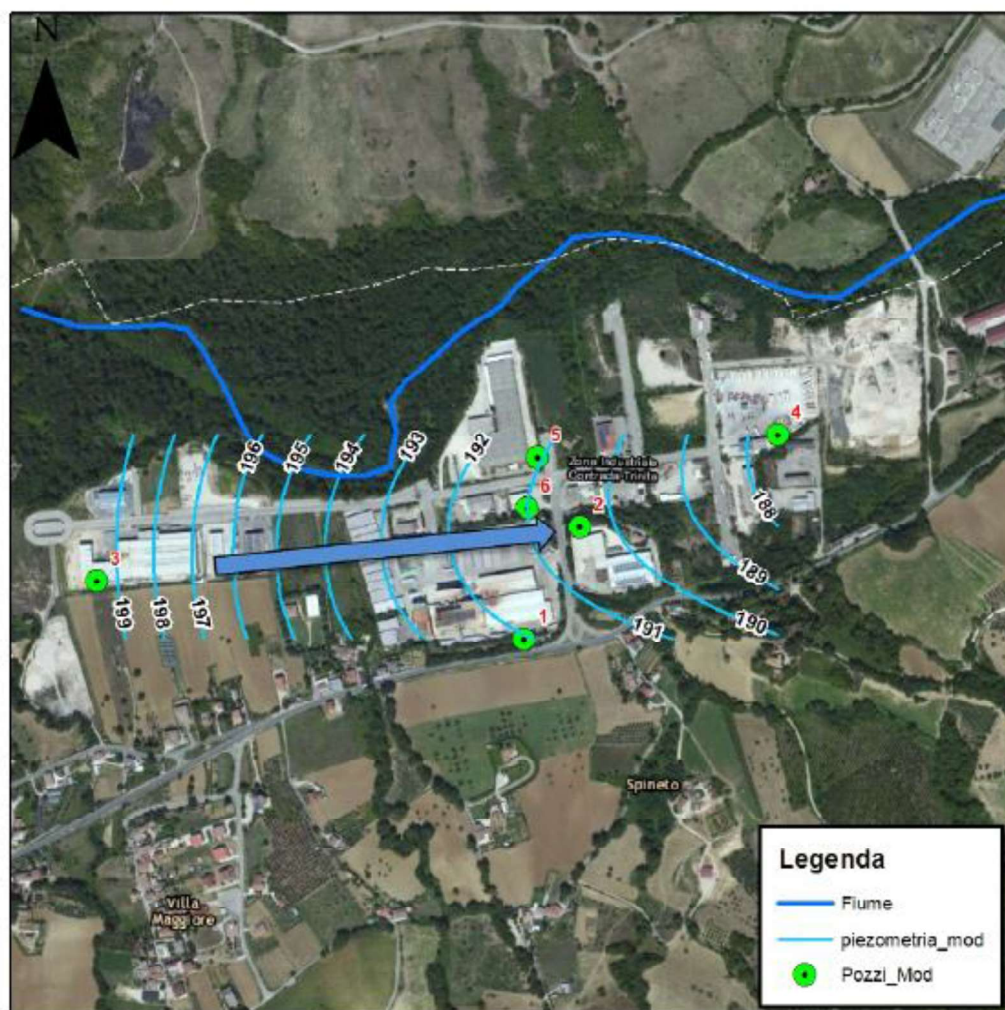 N
4
5
Zona Industriale
Contrada Trinità
6
2
3
1
199
198
197
196
195
194
193
192
191
190
189
188
Spineto
Villa
Maggiore
Legenda
Fiume
piezometria_mod
Pozzi_Mod